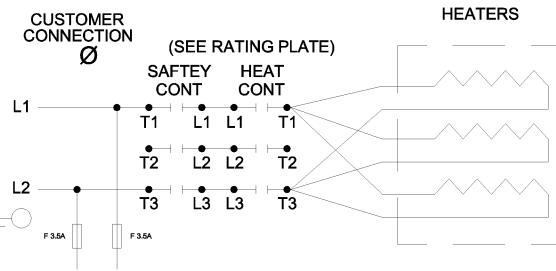 HEATERS
CUSTOMER
CONNECTION
Ø
(SEE RATING PLATE)
SAFTEY HEAT
CONT CONT
L1
T1 L1 L1 T1
T2 L2 L2 T2
L2
T3 L3 L3 T3
F 3.5A F 3.5A